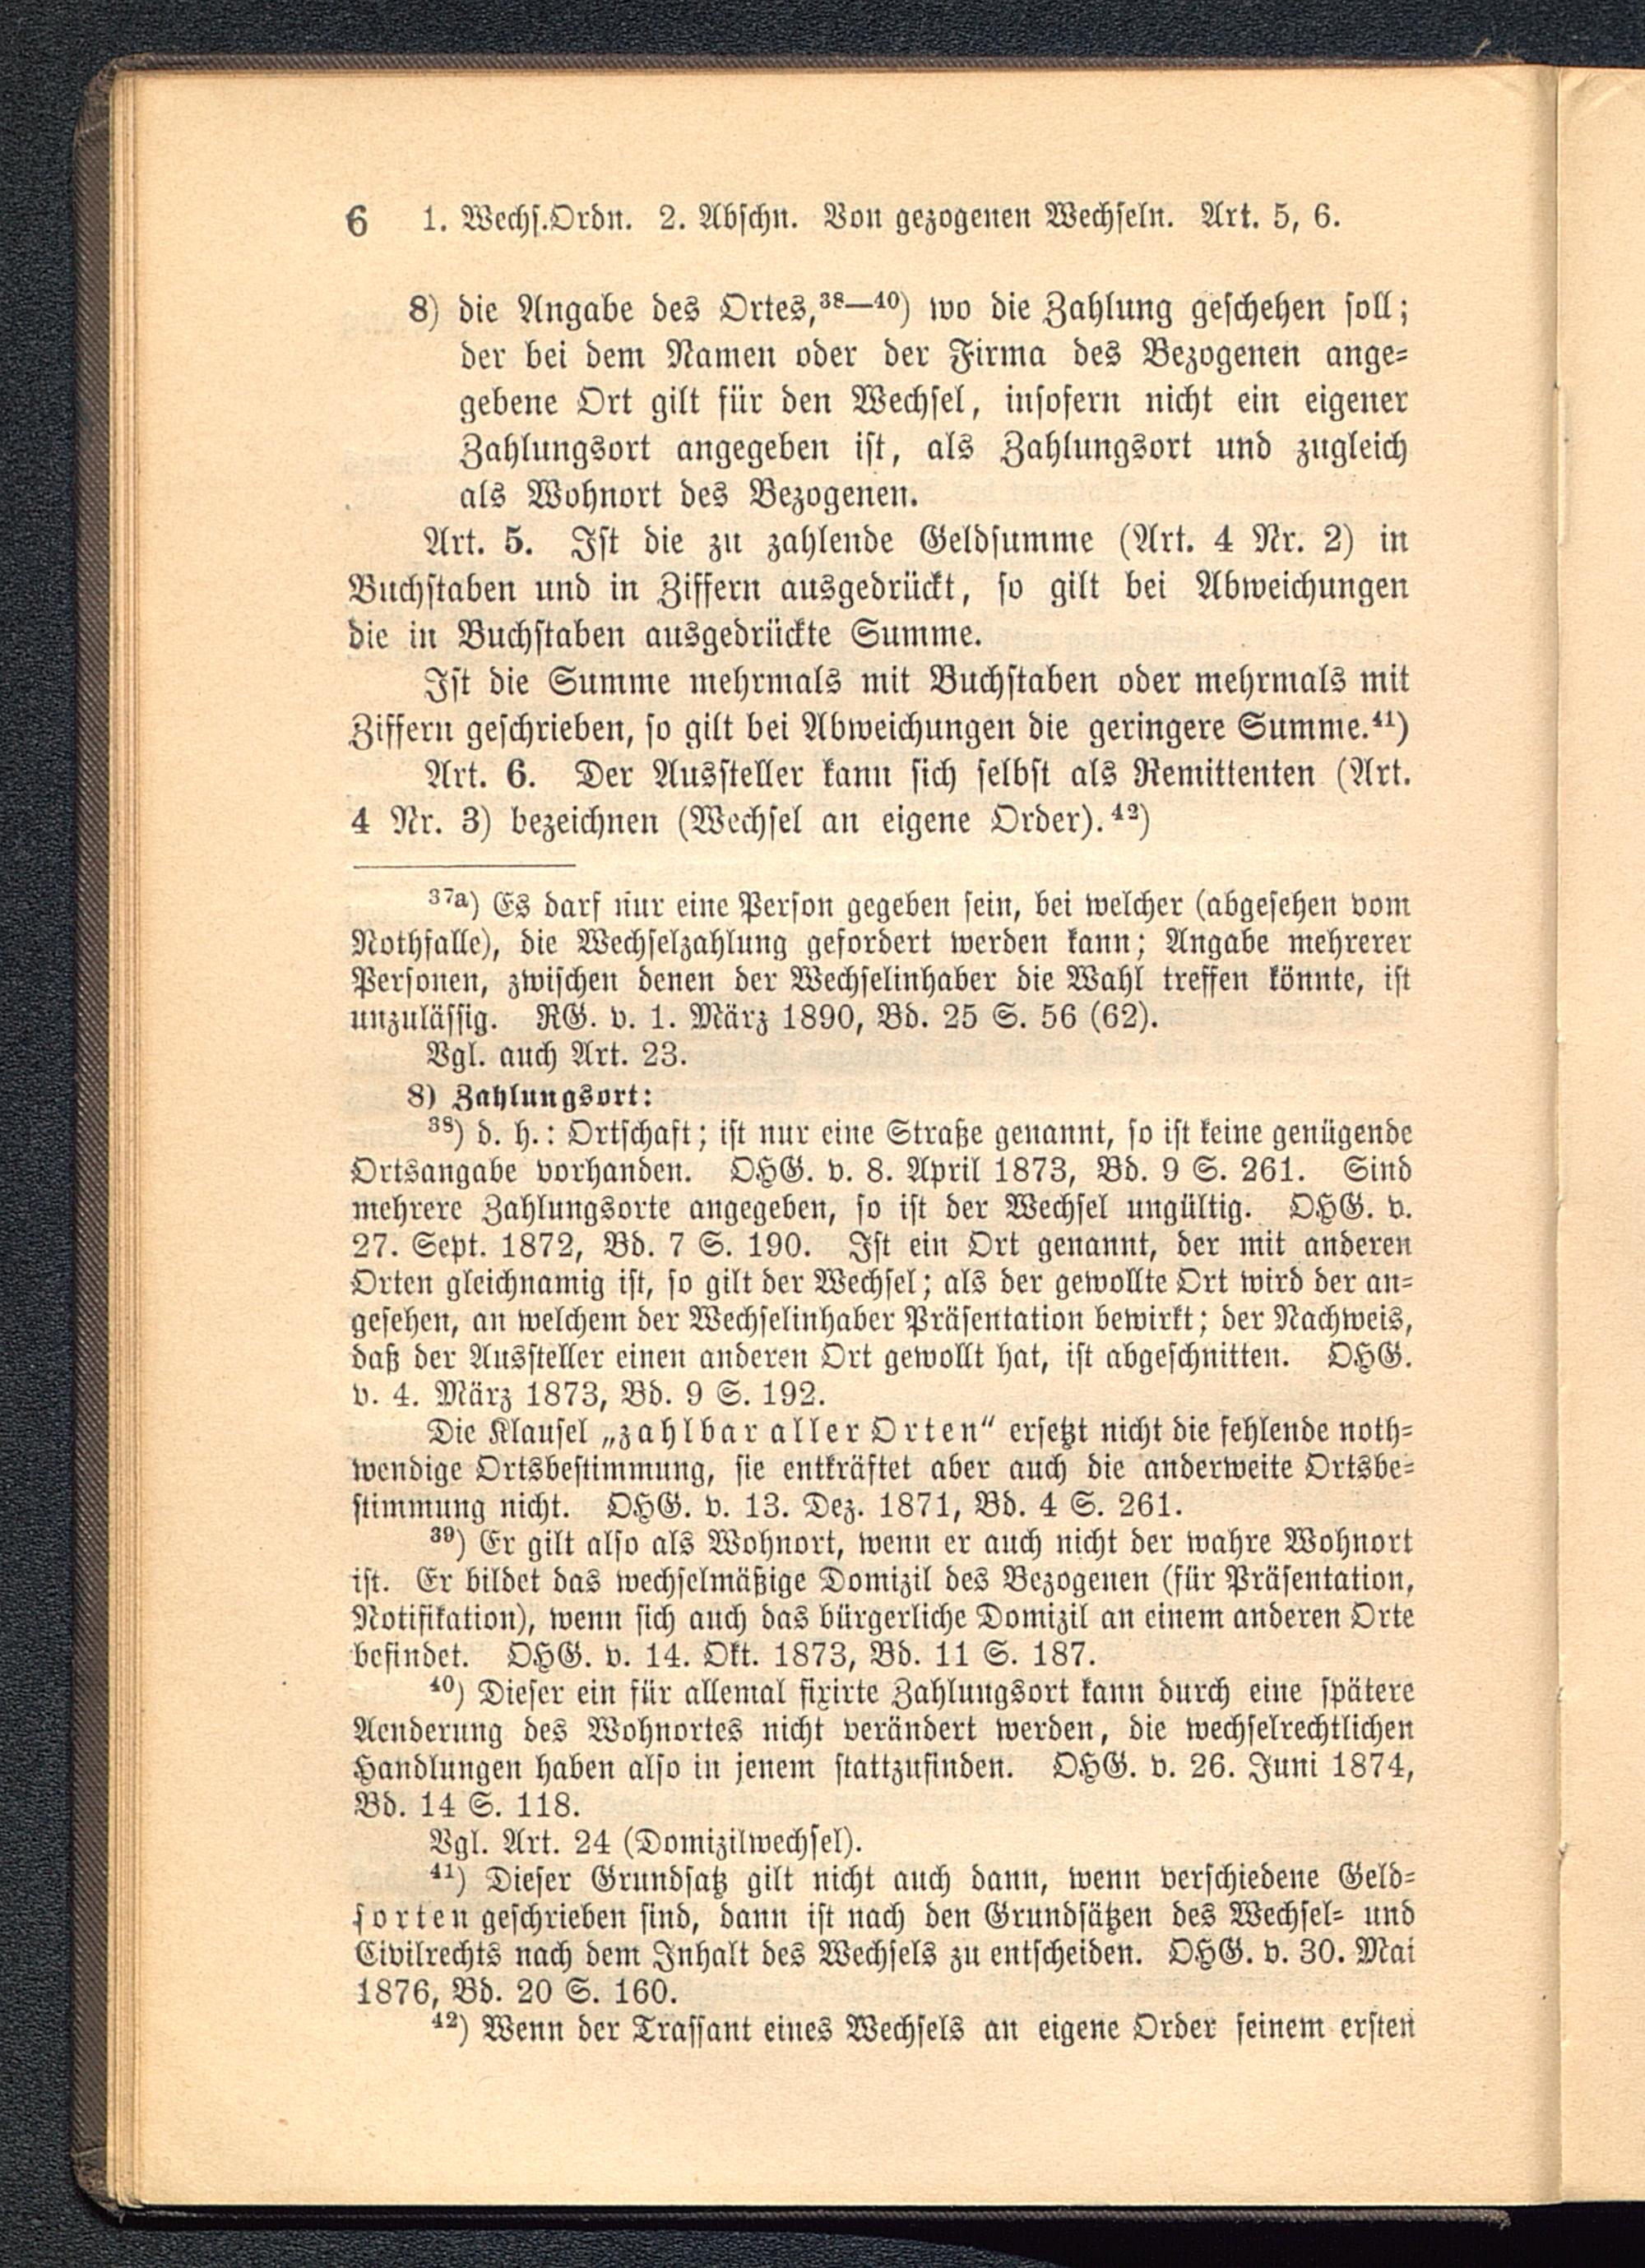 6 1. Wechs.Ordn. 2. Abschn. Von gezogenen Wechseln. Art. 5, 6.
8) die Angabe des Ortes,³⁸—⁴⁰) wo die Zahlung geschehen soll;
der bei dem Namen oder der Firma des Bezogenen ange-
gebene Ort gilt für den Wechsel, insofern nicht ein eigener
Zahlungsort angegeben ist, als Zahlungsort und zugleich
als Wohnort des Bezogenen.
Art. 5. Ist die zu zahlende Geldsumme (Art. 4 Nr. 2) in
Buchstaben und in Ziffern ausgedrückt, so gilt bei Abweichungen
die in Buchstaben ausgedrückte Summe.
Ist die Summe mehrmals mit Buchstaben oder mehrmals mit
Ziffern geschrieben, so gilt bei Abweichungen die geringere Summe.⁴¹)
Art. 6. Der Aussteller kann sich selbst als Remittenten (Art.
4 Nr. 3) bezeichnen (Wechsel an eigene Order).⁴²)
³⁷ᵃ) Es darf nur eine Person gegeben sein, bei welcher (abgesehen vom
Nothfalle), die Wechselzahlung gefordert werden kann; Angabe mehrerer
Personen, zwischen denen der Wechselinhaber die Wahl treffen könnte, ist
unzulässig. RG. v. 1. März 1890, Bd. 25 S. 56 (62).
Vgl. auch Art. 23.
8) Zahlungsort:
³⁸) d. h.: Ortschaft; ist nur eine Straße genannt, so ist keine genügende
Ortsangabe vorhanden. OHG. v. 8. April 1873, Bd. 9 S. 261. Sind
mehrere Zahlungsorte angegeben, so ist der Wechsel ungültig. OHG. v.
27. Sept. 1872, Bd. 7 S. 190. Ist ein Ort genannt, der mit anderen
Orten gleichnamig ist, so gilt der Wechsel; als der gewollte Ort wird der an-
gesehen, an welchem der Wechselinhaber Präsentation bewirkt; der Nachweis,
daß der Aussteller einen anderen Ort gewollt hat, ist abgeschnitten. OHG.
v. 4. März 1873, Bd. 9 S. 192.
Die Klausel „zahlbar aller Orten“ ersetzt nicht die fehlende noth-
wendige Ortsbestimmung, sie entkräftet aber auch die anderweite Ortsbe-
stimmung nicht. OHG. v. 13. Dez. 1871, Bd. 4 S. 261.
³⁹) Er gilt also als Wohnort, wenn er auch nicht der wahre Wohnort
ist. Er bildet das wechselmäßige Domizil des Bezogenen (für Präsentation,
Notifikation), wenn sich auch das bürgerliche Domizil an einem anderen Orte
befindet. OHG. v. 14. Okt. 1873, Bd. 11 S. 187.
⁴⁰) Dieser ein für allemal fixirte Zahlungsort kann durch eine spätere
Aenderung des Wohnortes nicht verändert werden, die wechselrechtlichen
Handlungen haben also in jenem stattzufinden. OHG. v. 26. Juni 1874,
Bd. 14 S. 118.
Vgl. Art. 24 (Domizilwechsel).
⁴¹) Dieser Grundsatz gilt nicht auch dann, wenn verschiedene Geld-
sorten geschrieben sind, dann ist nach den Grundsätzen des Wechsel- und
Civilrechts nach dem Inhalt des Wechsels zu entscheiden. OHG. v. 30. Mai
1876, Bd. 20 S. 160.
⁴²) Wenn der Trassant eines Wechsels an eigene Order seinem ersten